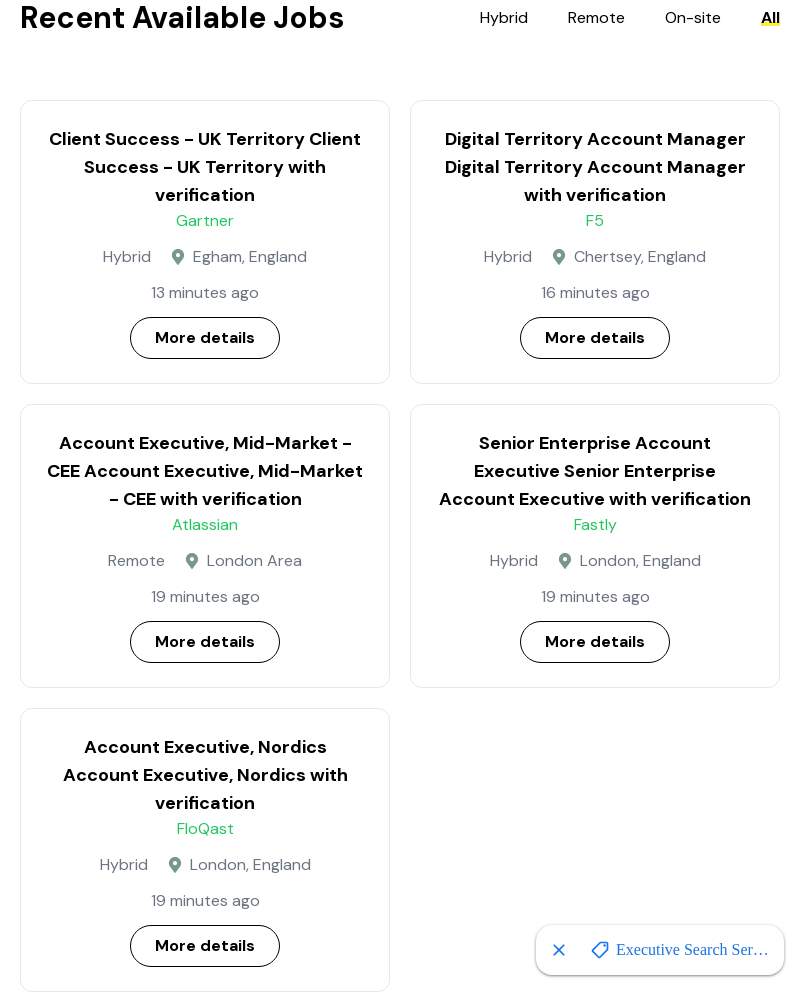 Recent Available Jobs
Hybrid Remote On-site All
Client Success - UK Territory Client
Success - UK Territory with
verification
Gartner
Hybrid Egham, England
13 minutes ago
More details
Digital Territory Account Manager
Digital Territory Account Manager
with verification
F5
Hybrid Chertsey, England
16 minutes ago
More details
Account Executive, Mid-Market -
CEE Account Executive, Mid-Market
- CEE with verification
Atlassian
Remote London Area
19 minutes ago
More details
Senior Enterprise Account
Executive Senior Enterprise
Account Executive with verification
Fastly
Hybrid London, England
19 minutes ago
More details
Account Executive, Nordics
Account Executive, Nordics with
verification
FloQast
Hybrid London, England
19 minutes ago
More details
Executive Search Ser…